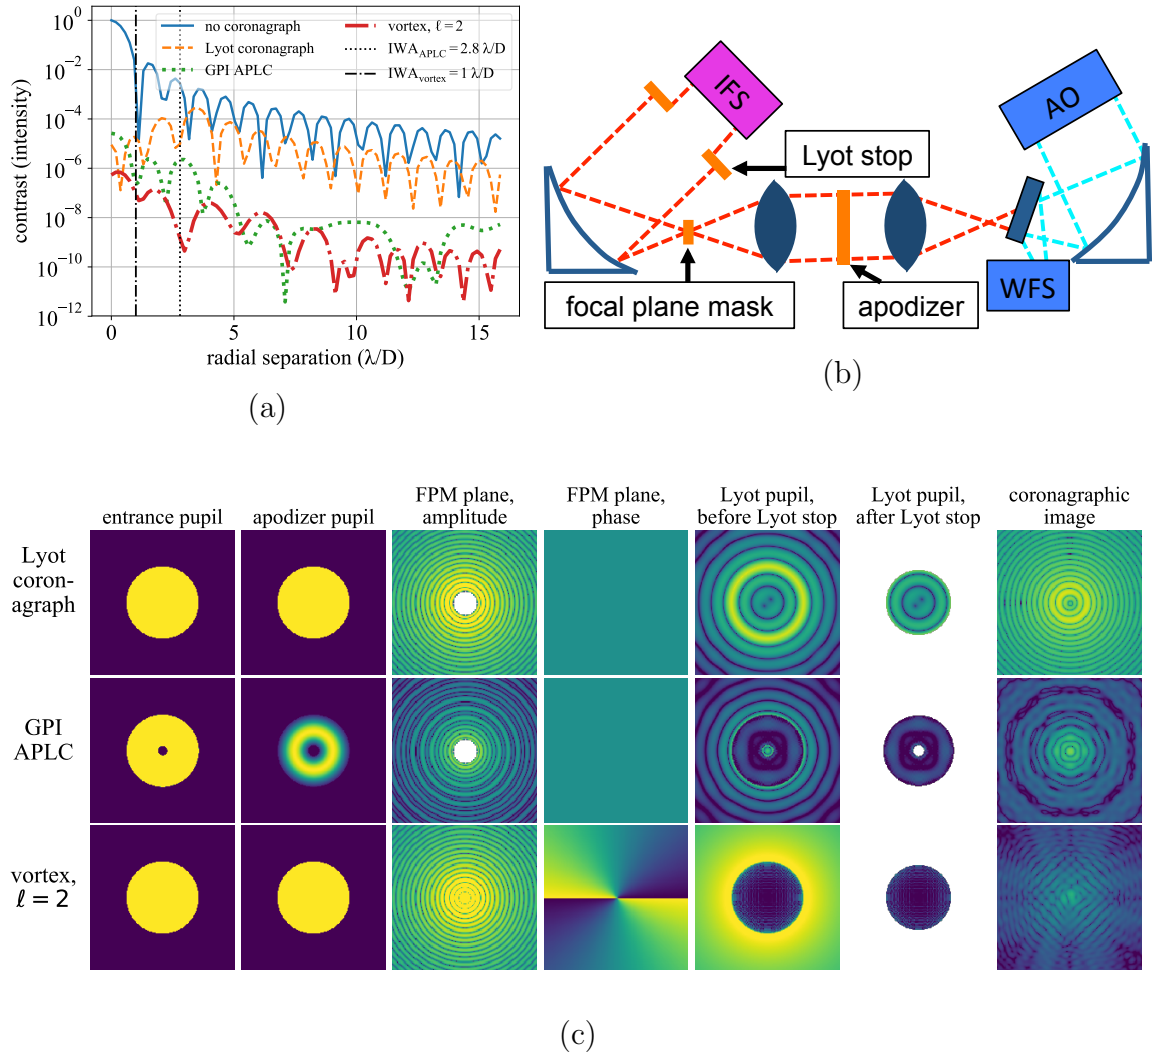 10⁰
10⁻²
10⁻⁴
10⁻⁶
10⁻⁸
10⁻¹⁰
10⁻¹²
contrast (intensity)
no coronagraph
Lyot coronagraph
GPI APLC
vortex, ℓ = 2
IWA_APLC = 2.8 λ/D
IWA_vortex = 1 λ/D
0
5
10
15
radial separation (λ/D)
(a)
IFS
AO
Lyot stop
WFS
focal plane mask
apodizer
(b)
entrance pupil
apodizer pupil
FPM plane,
amplitude
FPM plane,
phase
Lyot pupil,
before Lyot stop
Lyot pupil,
after Lyot stop
coronagraphic
image
Lyot
coron-
agraph
GPI
APLC
vortex,
ℓ = 2
(c)